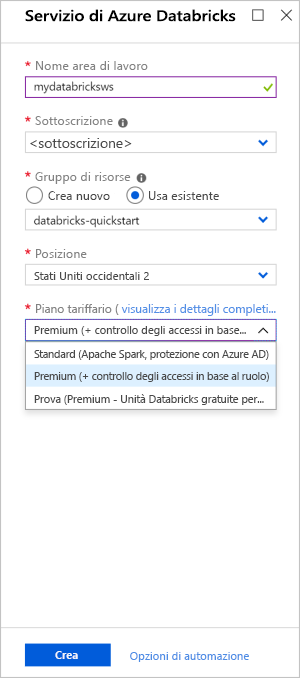 Servizio di Azure Databricks
* Nome area di lavoro
mydatabricksws
* Sottoscrizione
<sottoscrizione>
* Gruppo di risorse
Crea nuovo Usa esistente
databricks-quickstart
* Posizione
Stati Uniti occidentali 2
* Piano tariffario ( visualizza i dettagli completi...
Premium (+ controllo degli accessi in base...
Standard (Apache Spark, protezione con Azure AD)
Premium (+ controllo degli accessi in base al ruolo)
Prova (Premium - Unità Databricks gratuite per...
Crea Opzioni di automazione